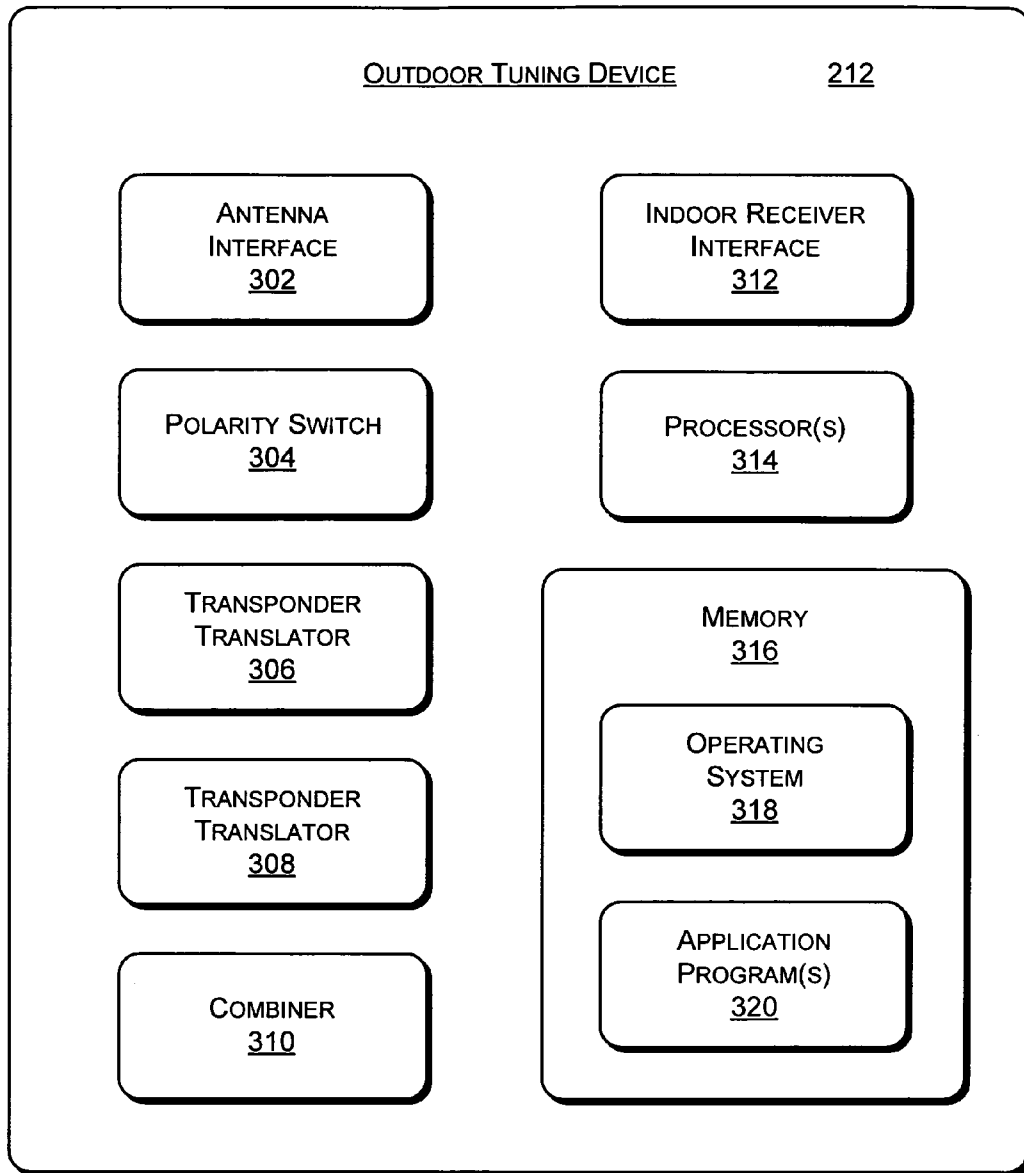 OUTDOOR TUNING DEVICE 212
ANTENNA
INTERFACE
302
POLARITY SWITCH
304
TRANSPONDER
TRANSLATOR
306
TRANSPONDER
TRANSLATOR
308
COMBINER
310
INDOOR RECEIVER
INTERFACE
312
PROCESSOR(S)
314
MEMORY
316
OPERATING
SYSTEM
318
APPLICATION
PROGRAM(S)
320